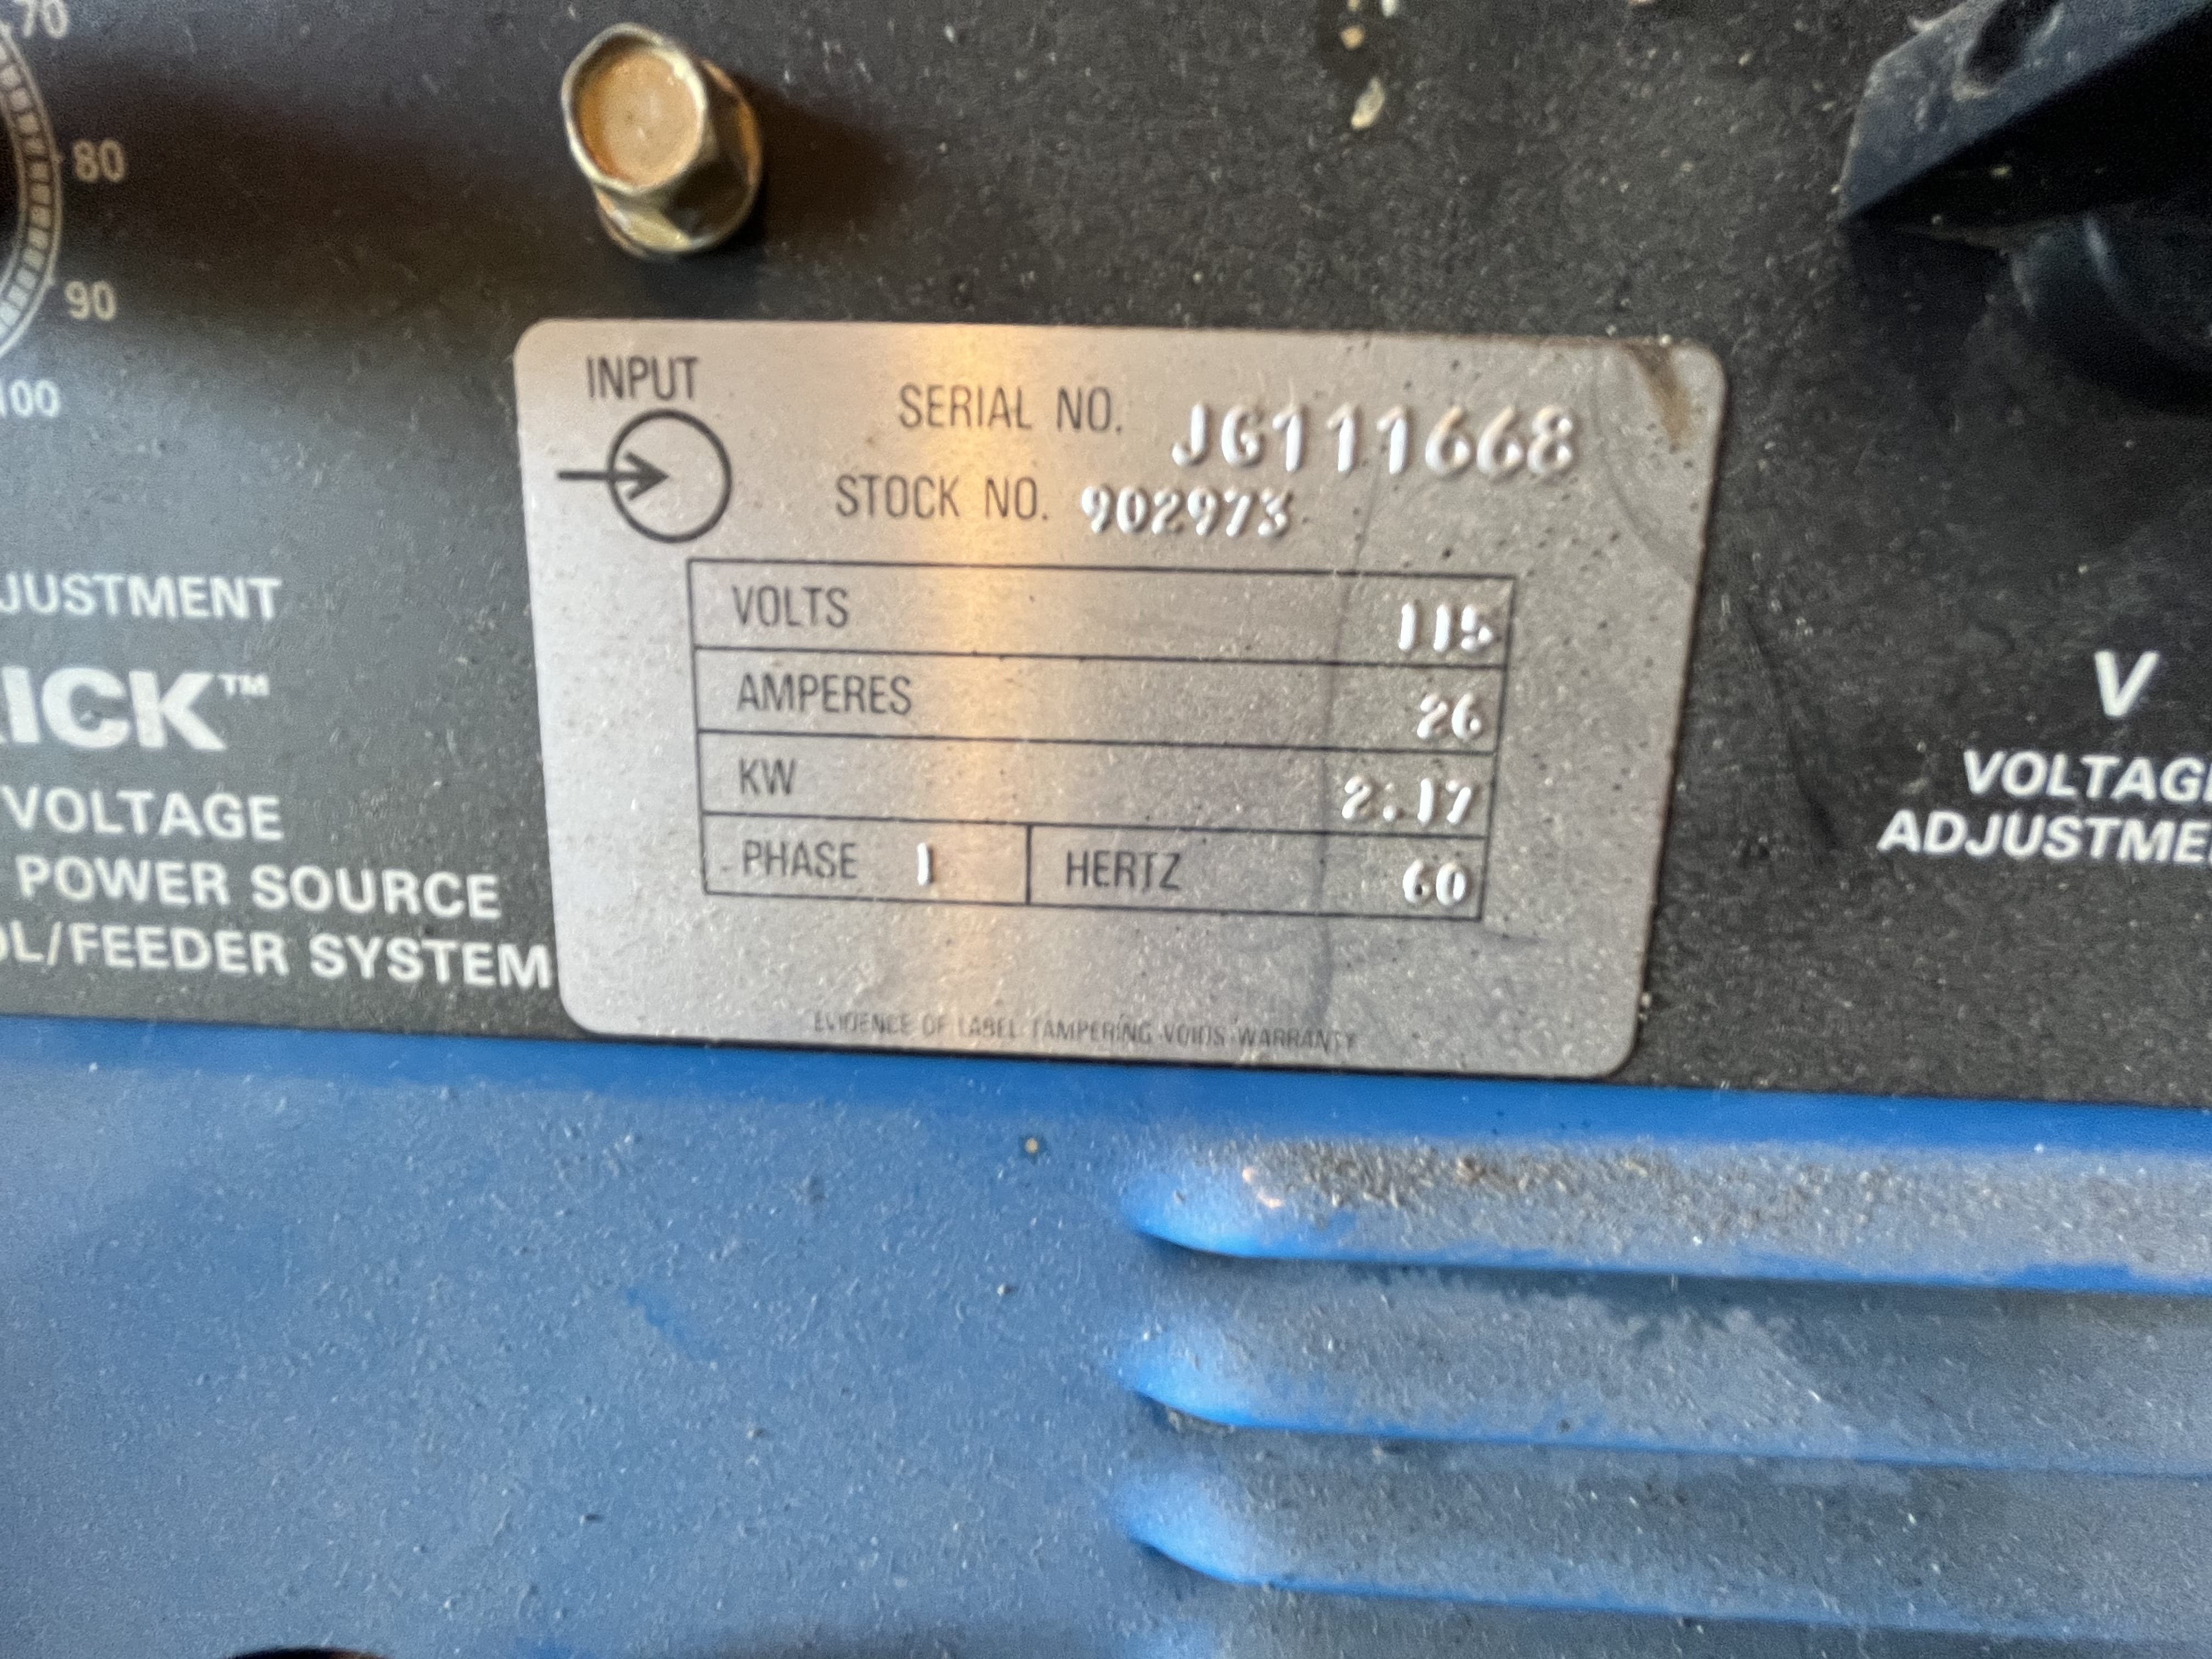 70
80
90
100
JUSTMENT
RICK™
VOLTAGE
POWER SOURCE
OL/FEEDER SYSTEM
INPUT
SERIAL NO. JG111668
STOCK NO. 902973
VOLTS 115
AMPERES 26
KW 2.17
PHASE 1 HERTZ 60
EVIDENCE OF LABEL TAMPERING VOIDS WARRANTY
V
VOLTAGE
ADJUSTME